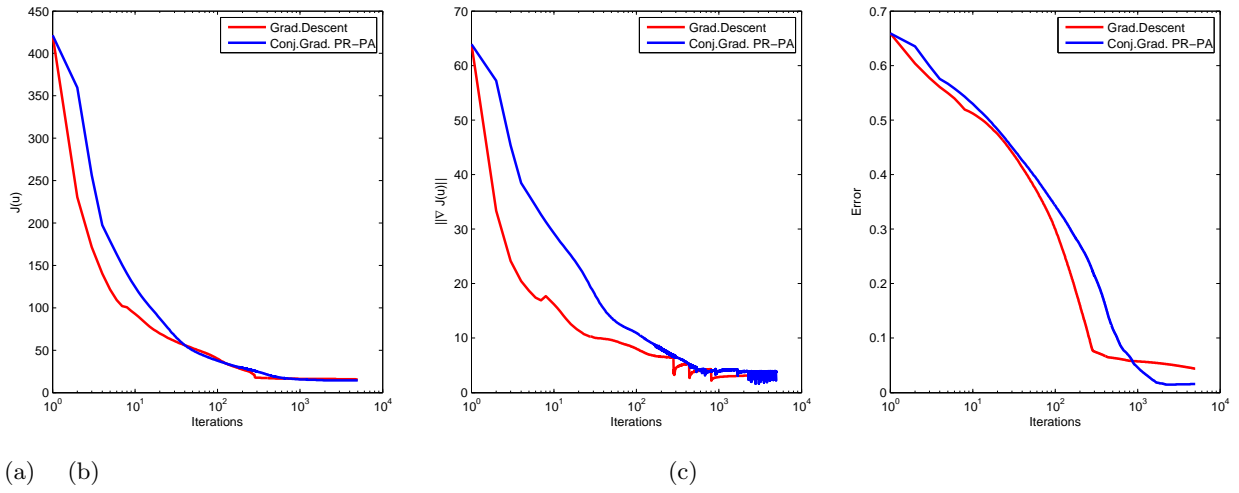 450
400
350
300
250
200
150
100
50
0
J(u)
10^0 10^1 10^2 10^3 10^4
Iterations
Grad.Descent
Conj.Grad. PR−PA
70
60
50
40
30
20
10
0
||∇ J(u)||
10^0 10^1 10^2 10^3 10^4
Iterations
Grad.Descent
Conj.Grad. PR−PA
0.7
0.6
0.5
0.4
0.3
0.2
0.1
0
Error
10^0 10^1 10^2 10^3 10^4
Iterations
Grad.Descent
Conj.Grad. PR−PA
(a) (b) (c)